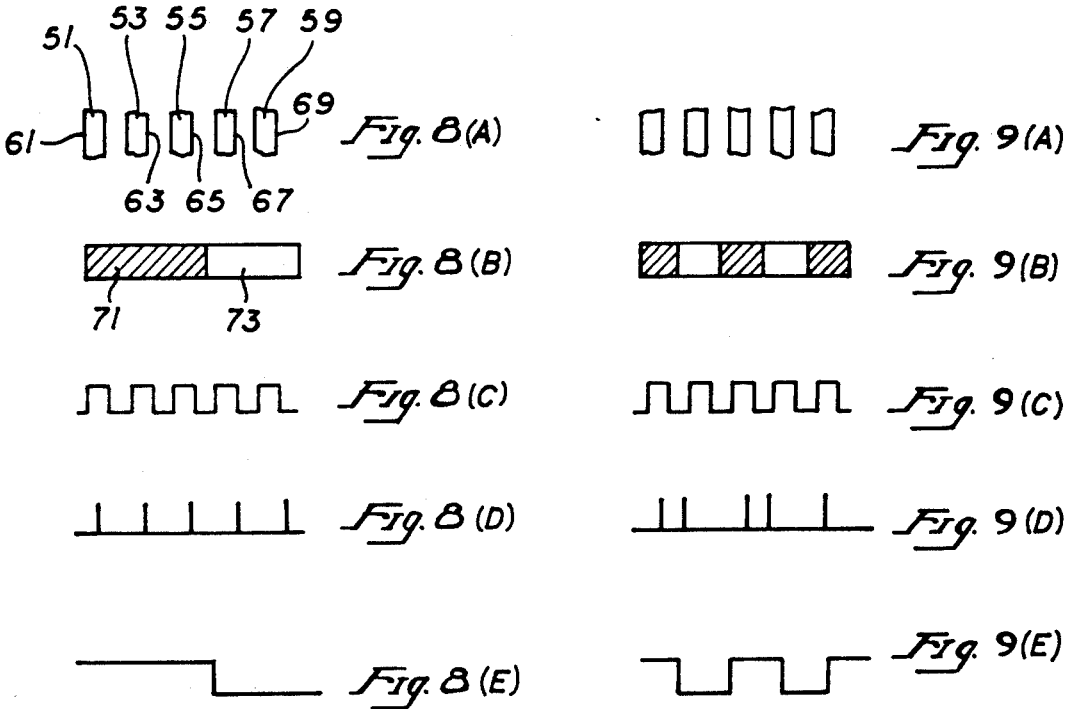 51 53 55 57 59
61 69 Fig. 8(A) Fig. 9(A)
63 65 67
Fig. 8(B) Fig. 9(B)
71 73
Fig. 8(C) Fig. 9(C)
Fig. 8(D) Fig. 9(D)
Fig. 8(E) Fig. 9(E)